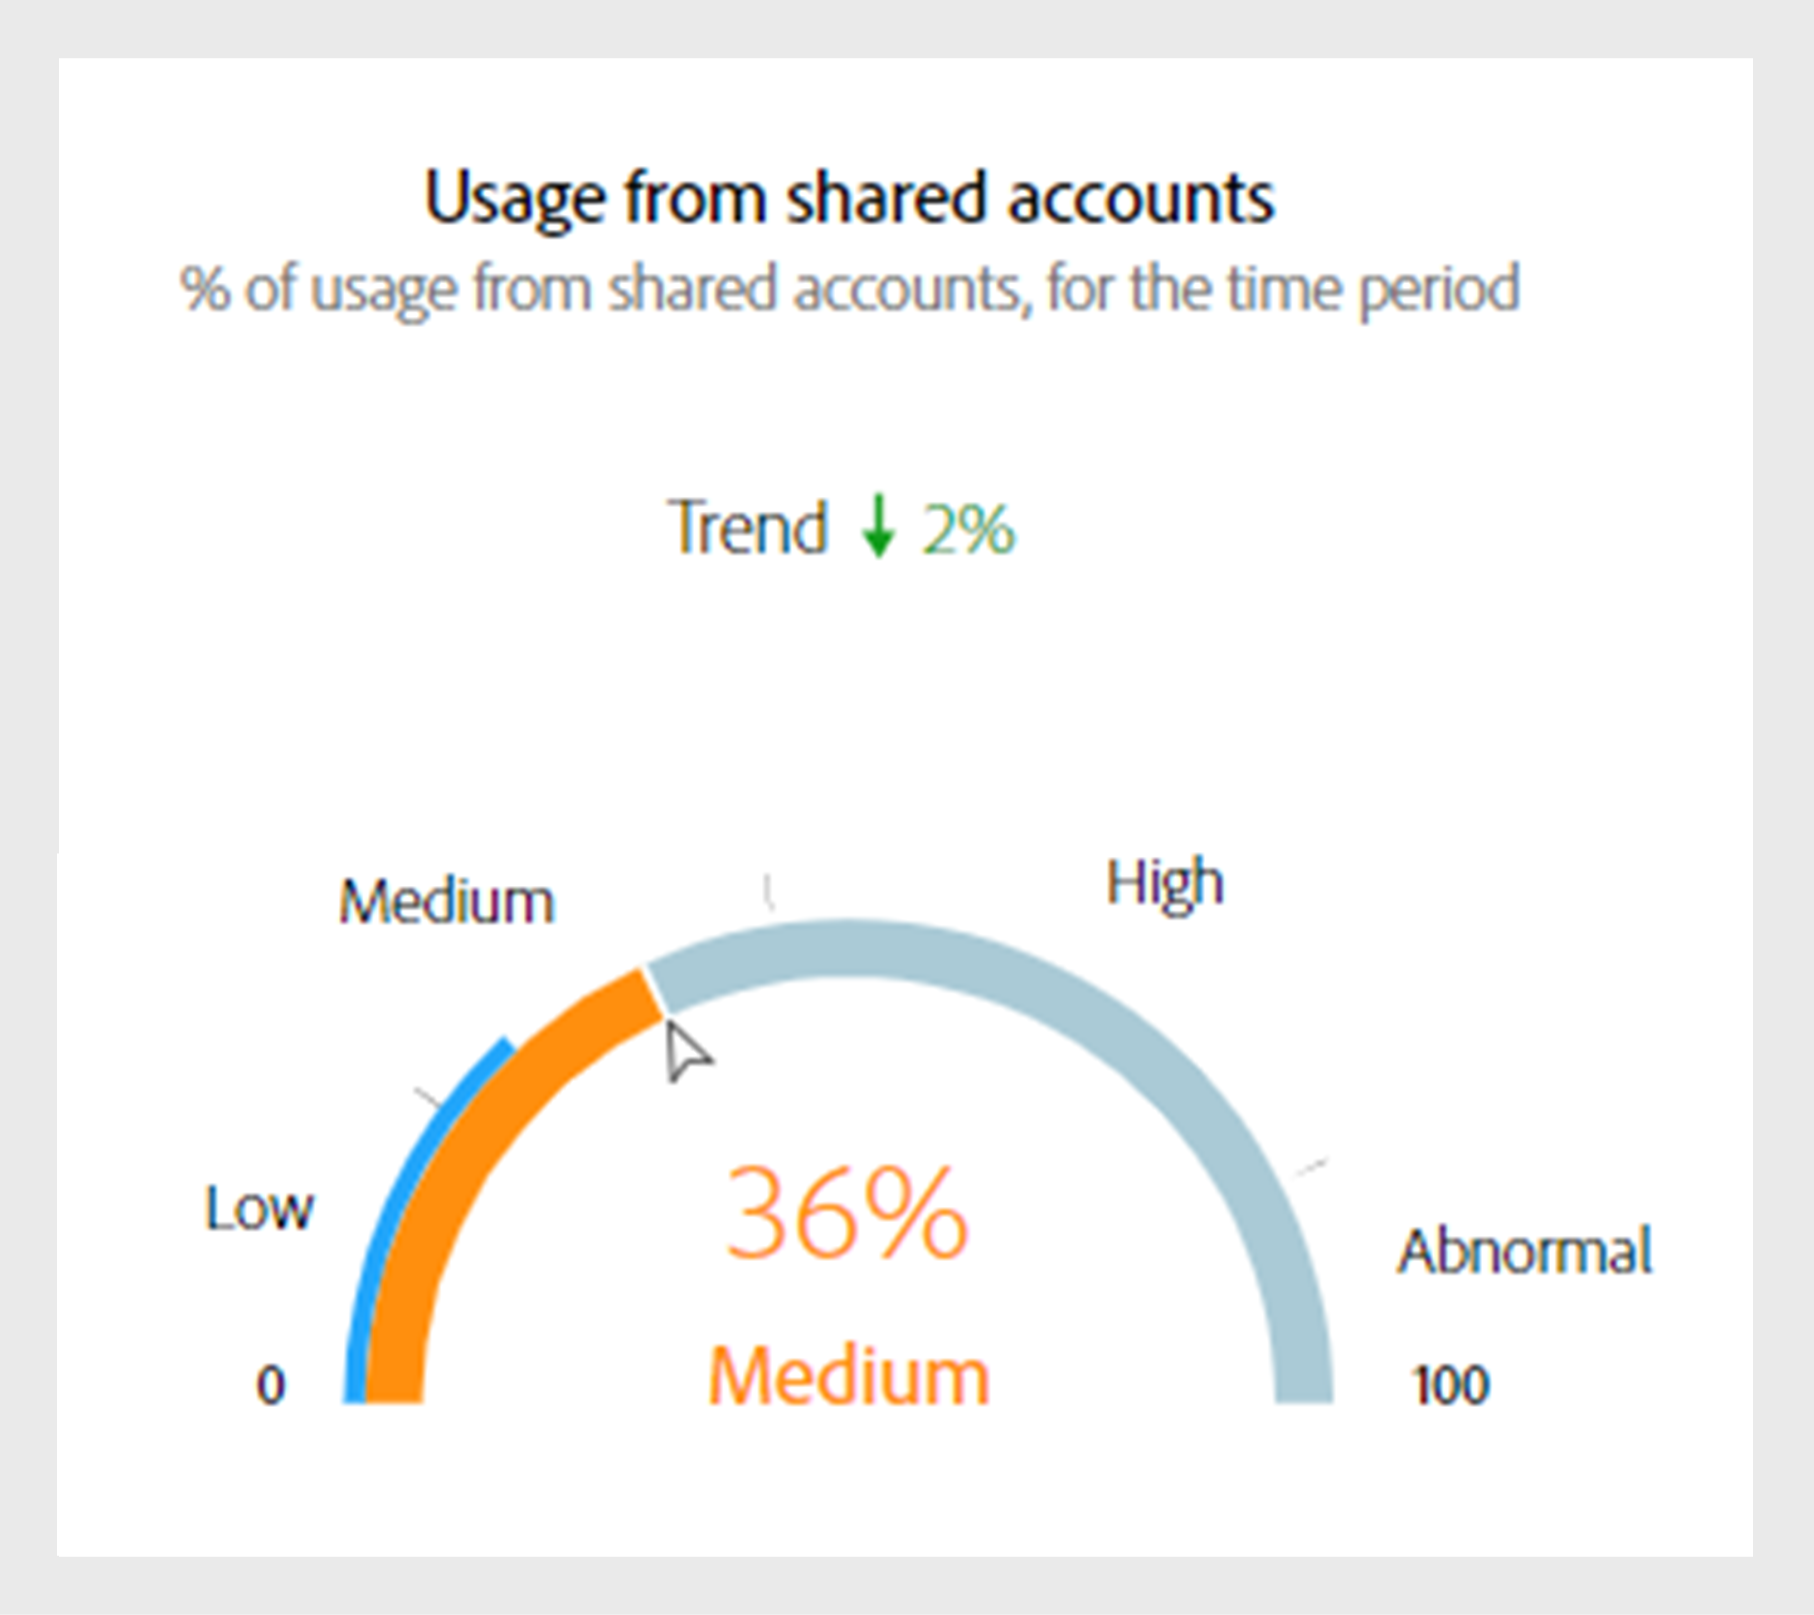 Usage from shared accounts
% of usage from shared accounts, for the time period
Trend ↓ 2%
Medium
High
Low
Abnormal
36%
Medium
0
100